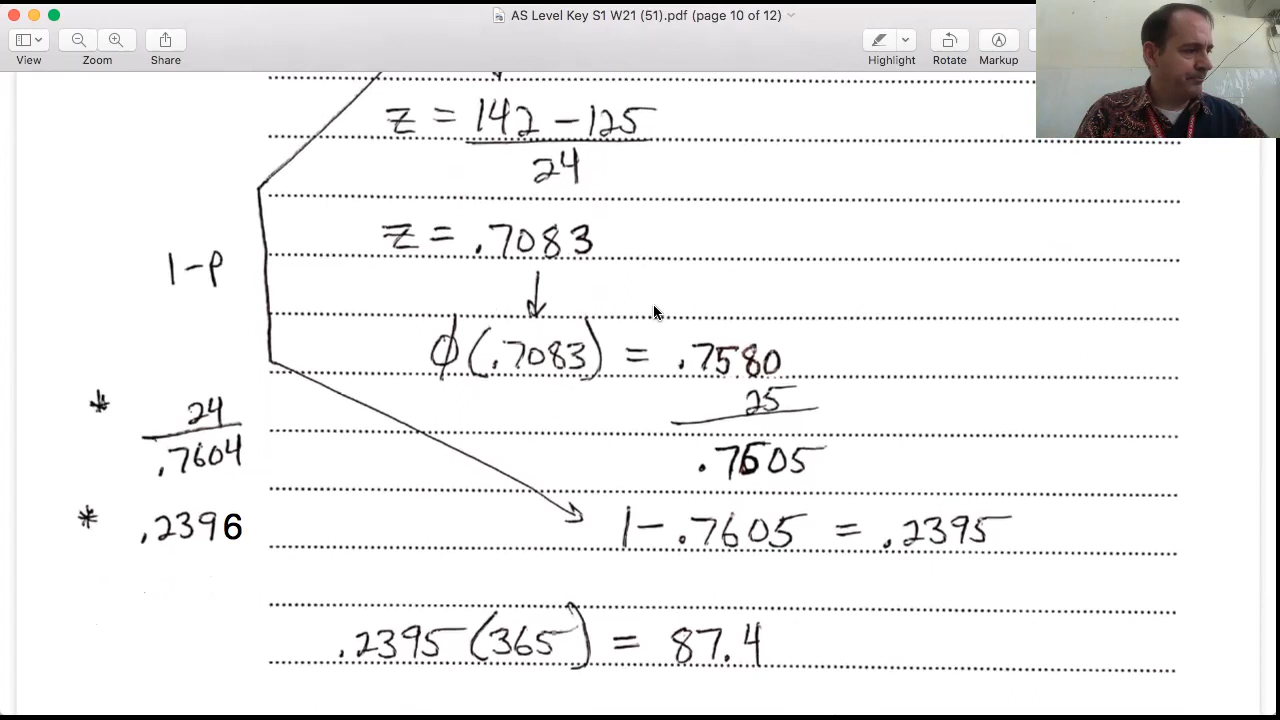 AS Level Key S1 W21 (51).pdf (page 10 of 12)
View
Zoom
Share
Highlight
Rotate
Markup
z = 142 - 125
24
z = .7083
1-p
ϕ(.7083) = .7580
25
.7605
* 24
.7604
* .2396
1 - .7605 = .2395
.2395(365) = 87.4